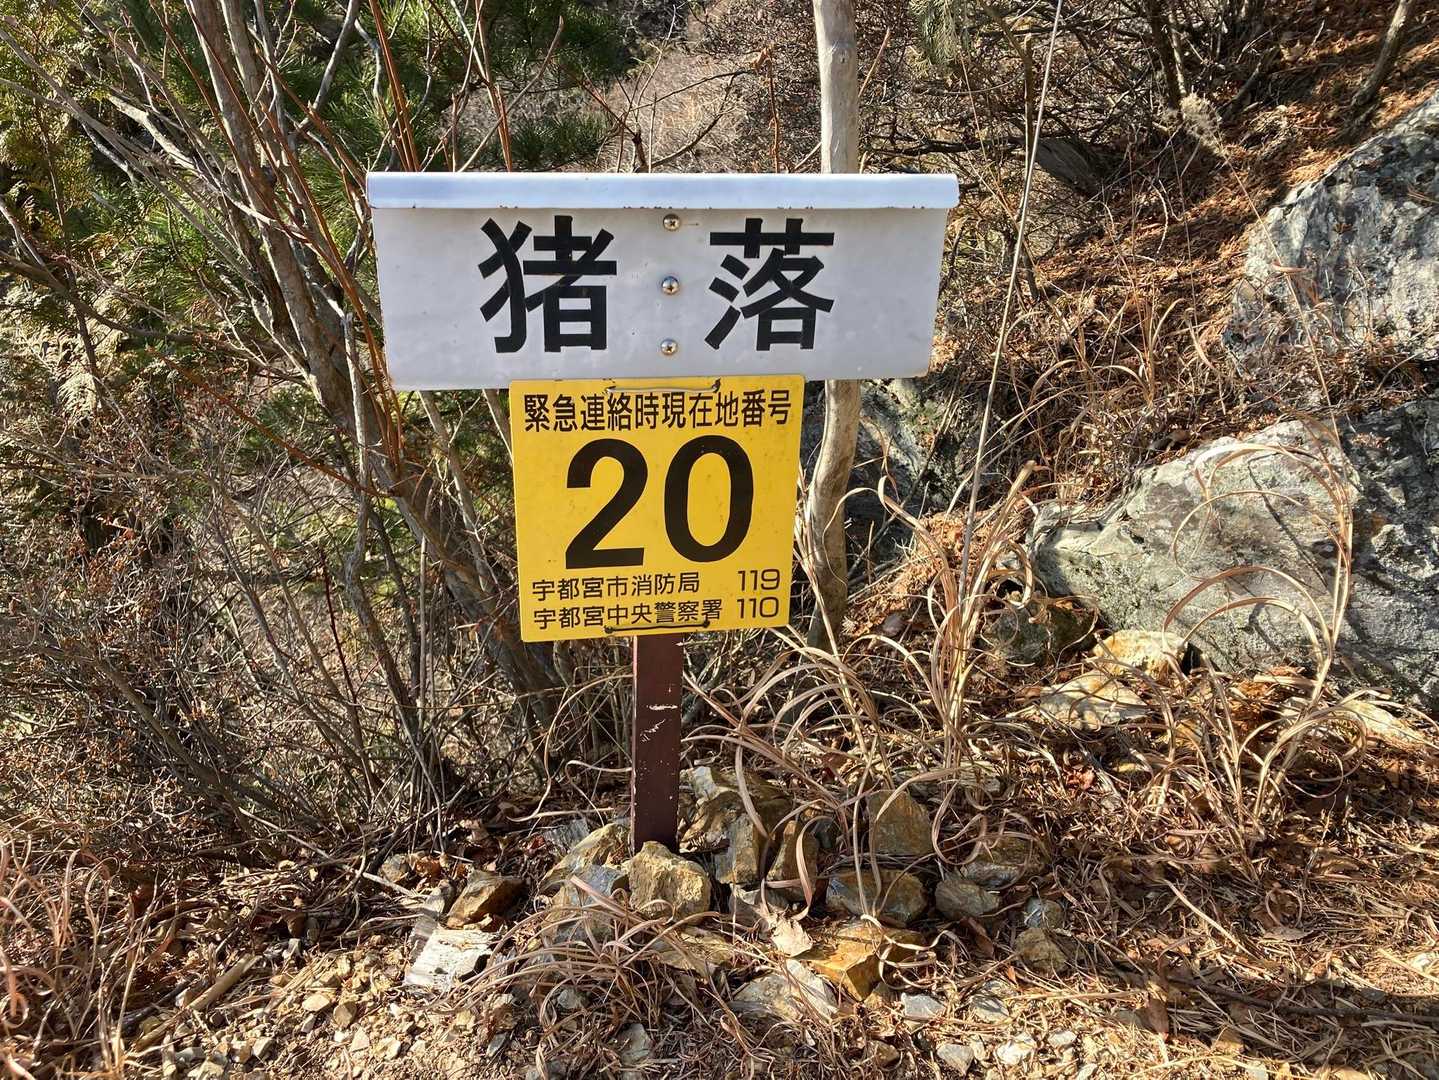 猪落
緊急連絡時現在地番号
20
宇都宮市消防局 119
宇都宮中央警察署 110